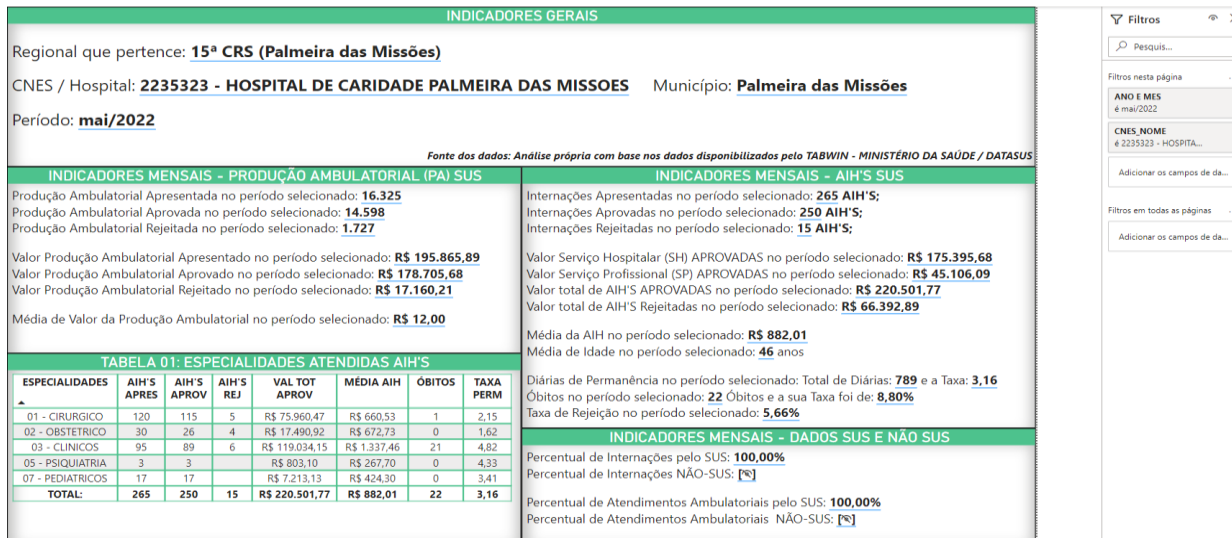 INDICADORES GERAIS
Regional que pertence: 15ª CRS (Palmeira das Missões)
CNES / Hospital: 2235323 - HOSPITAL DE CARIDADE PALMEIRA DAS MISSOES Município: Palmeira das Missões
Período: mai/2022
Fonte dos dados: Análise própria com base nos dados disponibilizados pelo TABWIN - MINISTÉRIO DA SAÚDE / DATASUS
INDICADORES MENSAIS - PRODUÇÃO AMBULATORIAL (PA) SUS
Produção Ambulatorial Apresentada no período selecionado: 16.325
Produção Ambulatorial Aprovada no período selecionado: 14.598
Produção Ambulatorial Rejeitada no período selecionado: 1.727
Valor Produção Ambulatorial Apresentado no período selecionado: R$ 195.865,89
Valor Produção Ambulatorial Aprovado no período selecionado: R$ 178.705,68
Valor Produção Ambulatorial Rejeitado no período selecionado: R$ 17.160,21
Média de Valor da Produção Ambulatorial no período selecionado: R$ 12,00
TABELA 01: ESPECIALIDADES ATENDIDAS AIH'S
ESPECIALIDADES AIH'S APRES AIH'S APROV AIH'S REJ VAL TOT APROV MÉDIA AIH ÓBITOS TAXA PERM
01 - CIRURGICO 120 115 5 R$ 75.960,47 R$ 660,53 1 2,15
02 - OBSTETRICO 30 26 4 R$ 17.490,92 R$ 672,73 0 1,62
03 - CLINICOS 95 89 6 R$ 119.034,15 R$ 1.337,46 21 4,82
05 - PSIQUIATRIA 3 3 R$ 803,10 R$ 267,70 0 4,33
07 - PEDIATRICOS 17 17 R$ 7.213,13 R$ 424,30 0 3,41
TOTAL: 265 250 15 R$ 220.501,77 R$ 882,01 22 3,16
INDICADORES MENSAIS - AIH'S SUS
Internações Apresentadas no período selecionado: 265 AIH'S;
Internações Aprovadas no período selecionado: 250 AIH'S;
Internações Rejeitadas no período selecionado: 15 AIH'S;
Valor Serviço Hospitalar (SH) APROVADAS no período selecionado: R$ 175.395,68
Valor Serviço Profissional (SP) APROVADAS no período selecionado: R$ 45.106,09
Valor total de AIH'S APROVADAS no período selecionado: R$ 220.501,77
Valor total de AIH'S Rejeitadas no período selecionado: R$ 66.392,89
Média da AIH no período selecionado: R$ 882,01
Média de Idade no período selecionado: 46 anos
Diárias de Permanência no período selecionado: Total de Diárias: 789 e a Taxa: 3,16
Óbitos no período selecionado: 22 Óbitos e a sua Taxa foi de: 8,80%
Taxa de Rejeição no período selecionado: 5,66%
INDICADORES MENSAIS - DADOS SUS E NÃO SUS
Percentual de Internações pelo SUS: 100,00%
Percentual de Internações NÃO-SUS: []
Percentual de Atendimentos Ambulatoriais pelo SUS: 100,00%
Percentual de Atendimentos Ambulatoriais NÃO-SUS: []
Filtros
Pesquis...
Filtros nesta página
ANO E MES
é mai/2022
CNES_NOME
é 2235323 - HOSPITA...
Adicionar os campos de da...
Filtros em todas as páginas
Adicionar os campos de da...